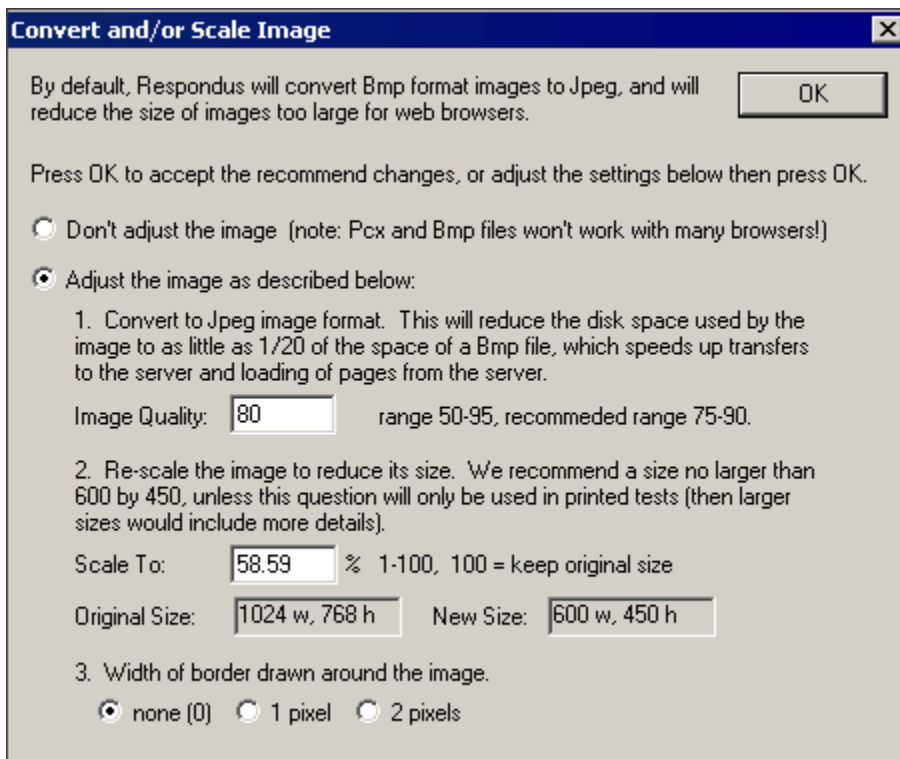 Convert and/or Scale Image
By default, Respondus will convert Bmp format images to Jpeg, and will
reduce the size of images too large for web browsers.
OK
Press OK to accept the recommend changes, or adjust the settings below then press OK.
Don't adjust the image (note: Pcx and Bmp files won't work with many browsers!)
Adjust the image as described below:
1. Convert to Jpeg image format. This will reduce the disk space used by the
image to as little as 1/20 of the space of a Bmp file, which speeds up transfers
to the server and loading of pages from the server.
Image Quality: 80 range 50-95, recommeded range 75-90.
2. Re-scale the image to reduce its size. We recommend a size no larger than
600 by 450, unless this question will only be used in printed tests (then larger
sizes would include more details).
Scale To: 58.59 % 1-100, 100 = keep original size
Original Size: 1024 w, 768 h New Size: 600 w, 450 h
3. Width of border drawn around the image.
none (0) 1 pixel 2 pixels